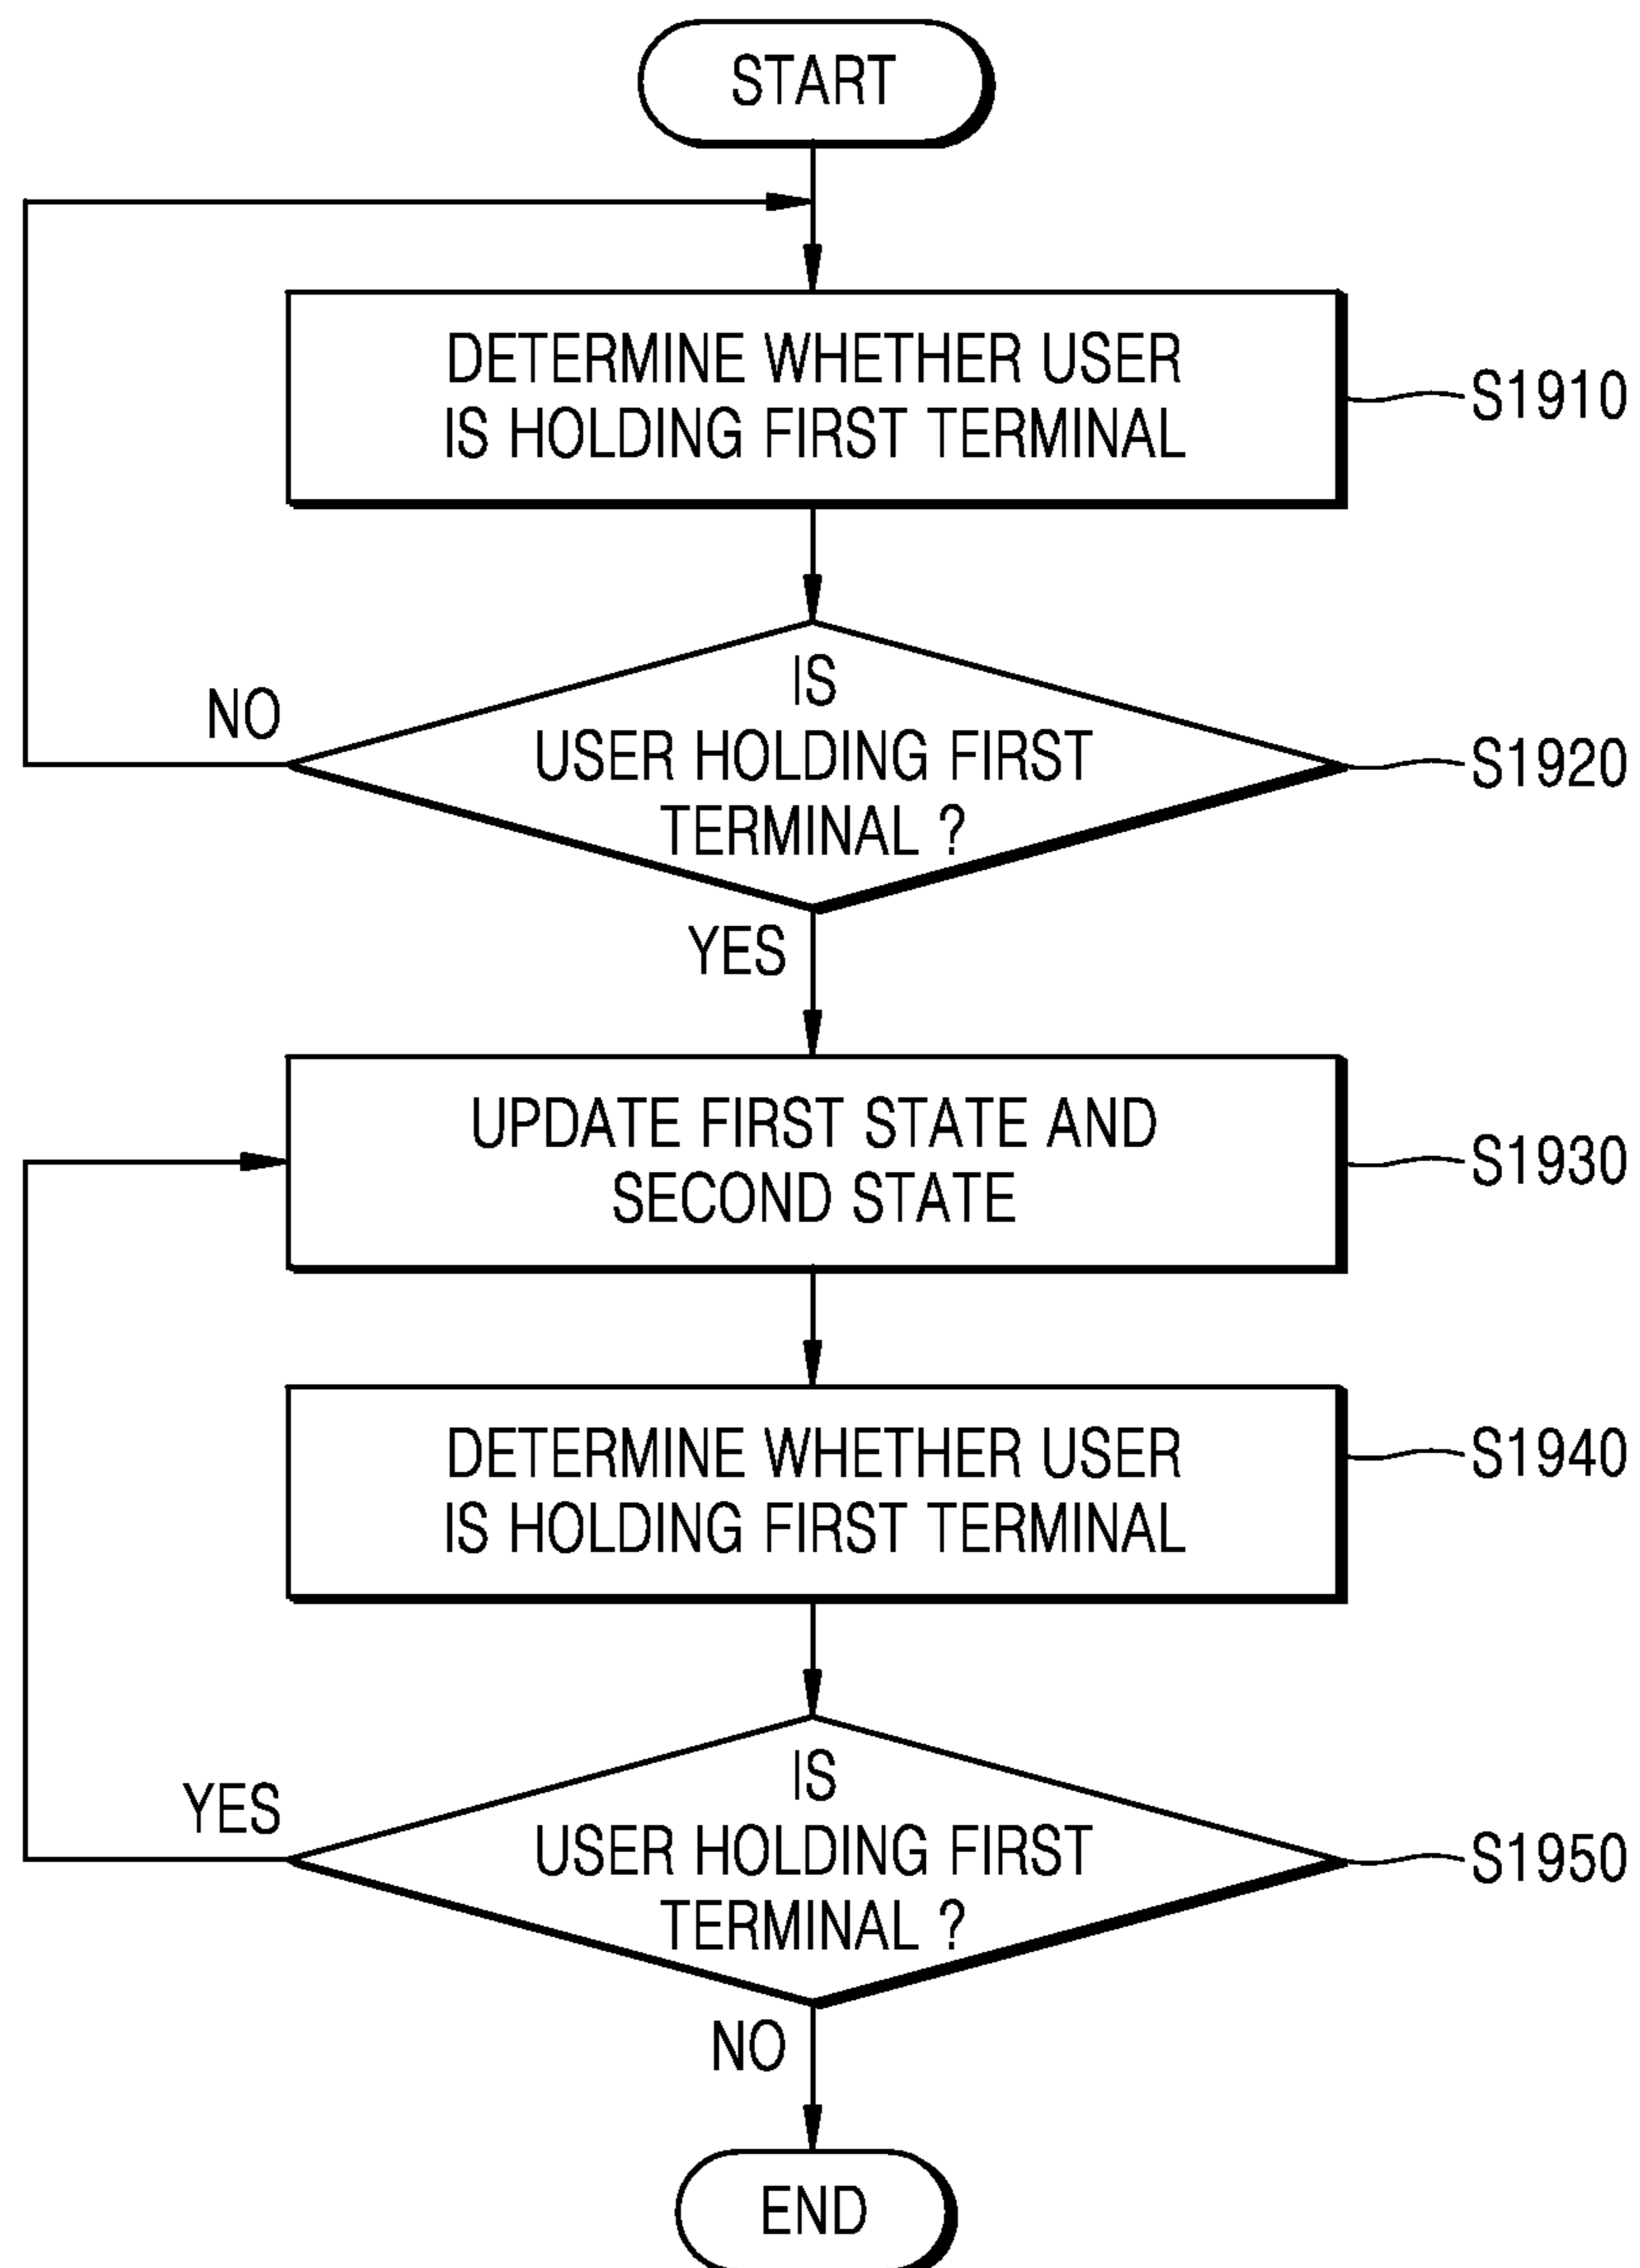 START
DETERMINE WHETHER USER
IS HOLDING FIRST TERMINAL
S1910
IS
USER HOLDING FIRST
TERMINAL ?
NO
S1920
YES
UPDATE FIRST STATE AND
SECOND STATE
S1930
DETERMINE WHETHER USER
IS HOLDING FIRST TERMINAL
S1940
IS
USER HOLDING FIRST
TERMINAL ?
YES
S1950
NO
END